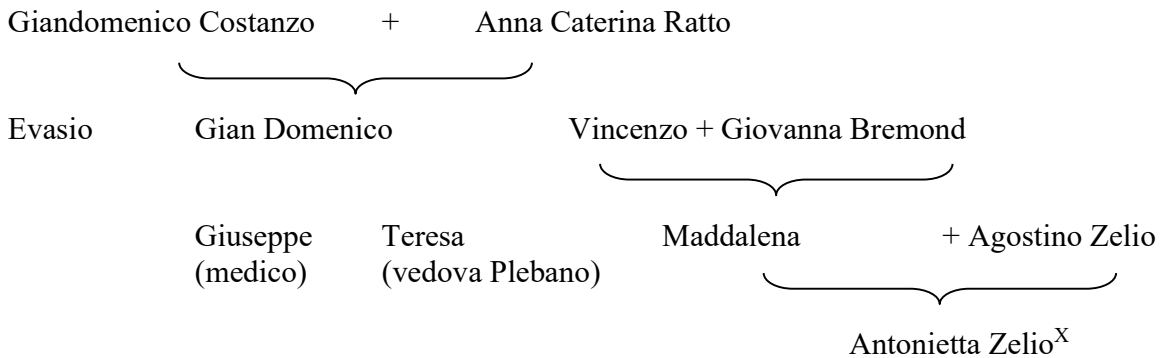 Giandomenico Costanzo + Anna Caterina Ratto
Evasio Gian Domenico Vincenzo + Giovanna Bremond
Giuseppe Teresa Maddalena + Agostino Zelio
(medico) (vedova Plebano)
Antonietta Zelioˣ